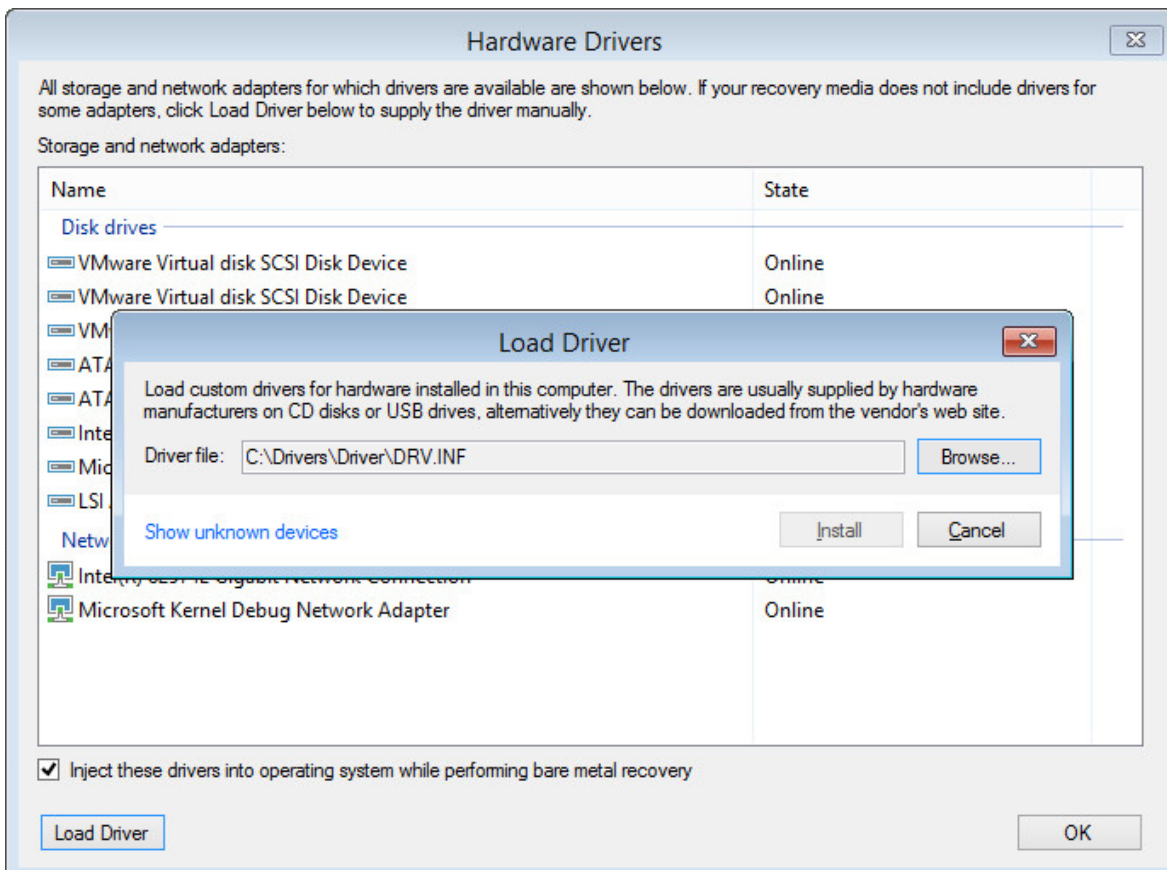 Hardware Drivers
All storage and network adapters for which drivers are available are shown below. If your recovery media does not include drivers for
some adapters, click Load Driver below to supply the driver manually.
Storage and network adapters:
Name State
Disk drives
VMware Virtual disk SCSI Disk Device Online
VMware Virtual disk SCSI Disk Device Online
Load Driver
Load custom drivers for hardware installed in this computer. The drivers are usually supplied by hardware
manufacturers on CD disks or USB drives, alternatively they can be downloaded from the vendor's web site.
Driver file: C:\Drivers\Driver\DRV.INF Browse...
Show unknown devices Install Cancel
ATA
ATA
Inte
Mic
LSI
Netw
Microsoft Kernel Debug Network Adapter Online
Inject these drivers into operating system while performing bare metal recovery
Load Driver OK